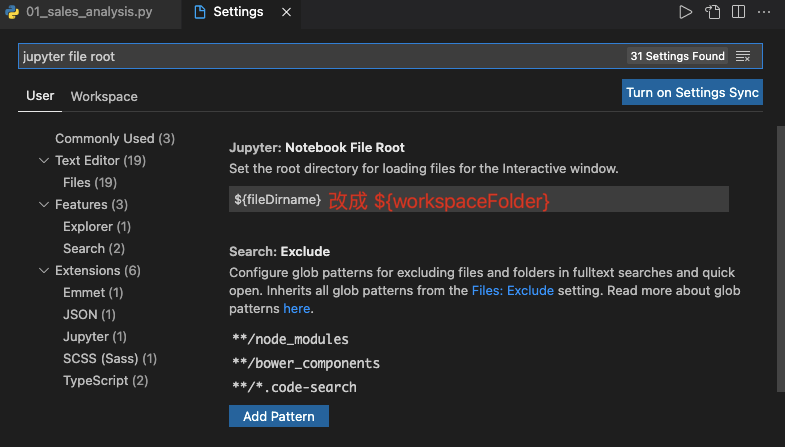 01_sales_analysis.py
Settings
jupyter file root
31 Settings Found
User
Workspace
Turn on Settings Sync
Commonly Used (3)
Text Editor (19)
Files (19)
Features (3)
Explorer (1)
Search (2)
Extensions (6)
Emmet (1)
JSON (1)
Jupyter (1)
SCSS (Sass) (1)
TypeScript (2)
Jupyter: Notebook File Root
Set the root directory for loading files for the Interactive window.
${fileDirname} 改成 ${workspaceFolder}
Search: Exclude
Configure glob patterns for excluding files and folders in fulltext searches and quick
open. Inherits all glob patterns from the Files: Exclude setting. Read more about glob
patterns here.
**/node_modules
**/bower_components
**/*.code-search
Add Pattern